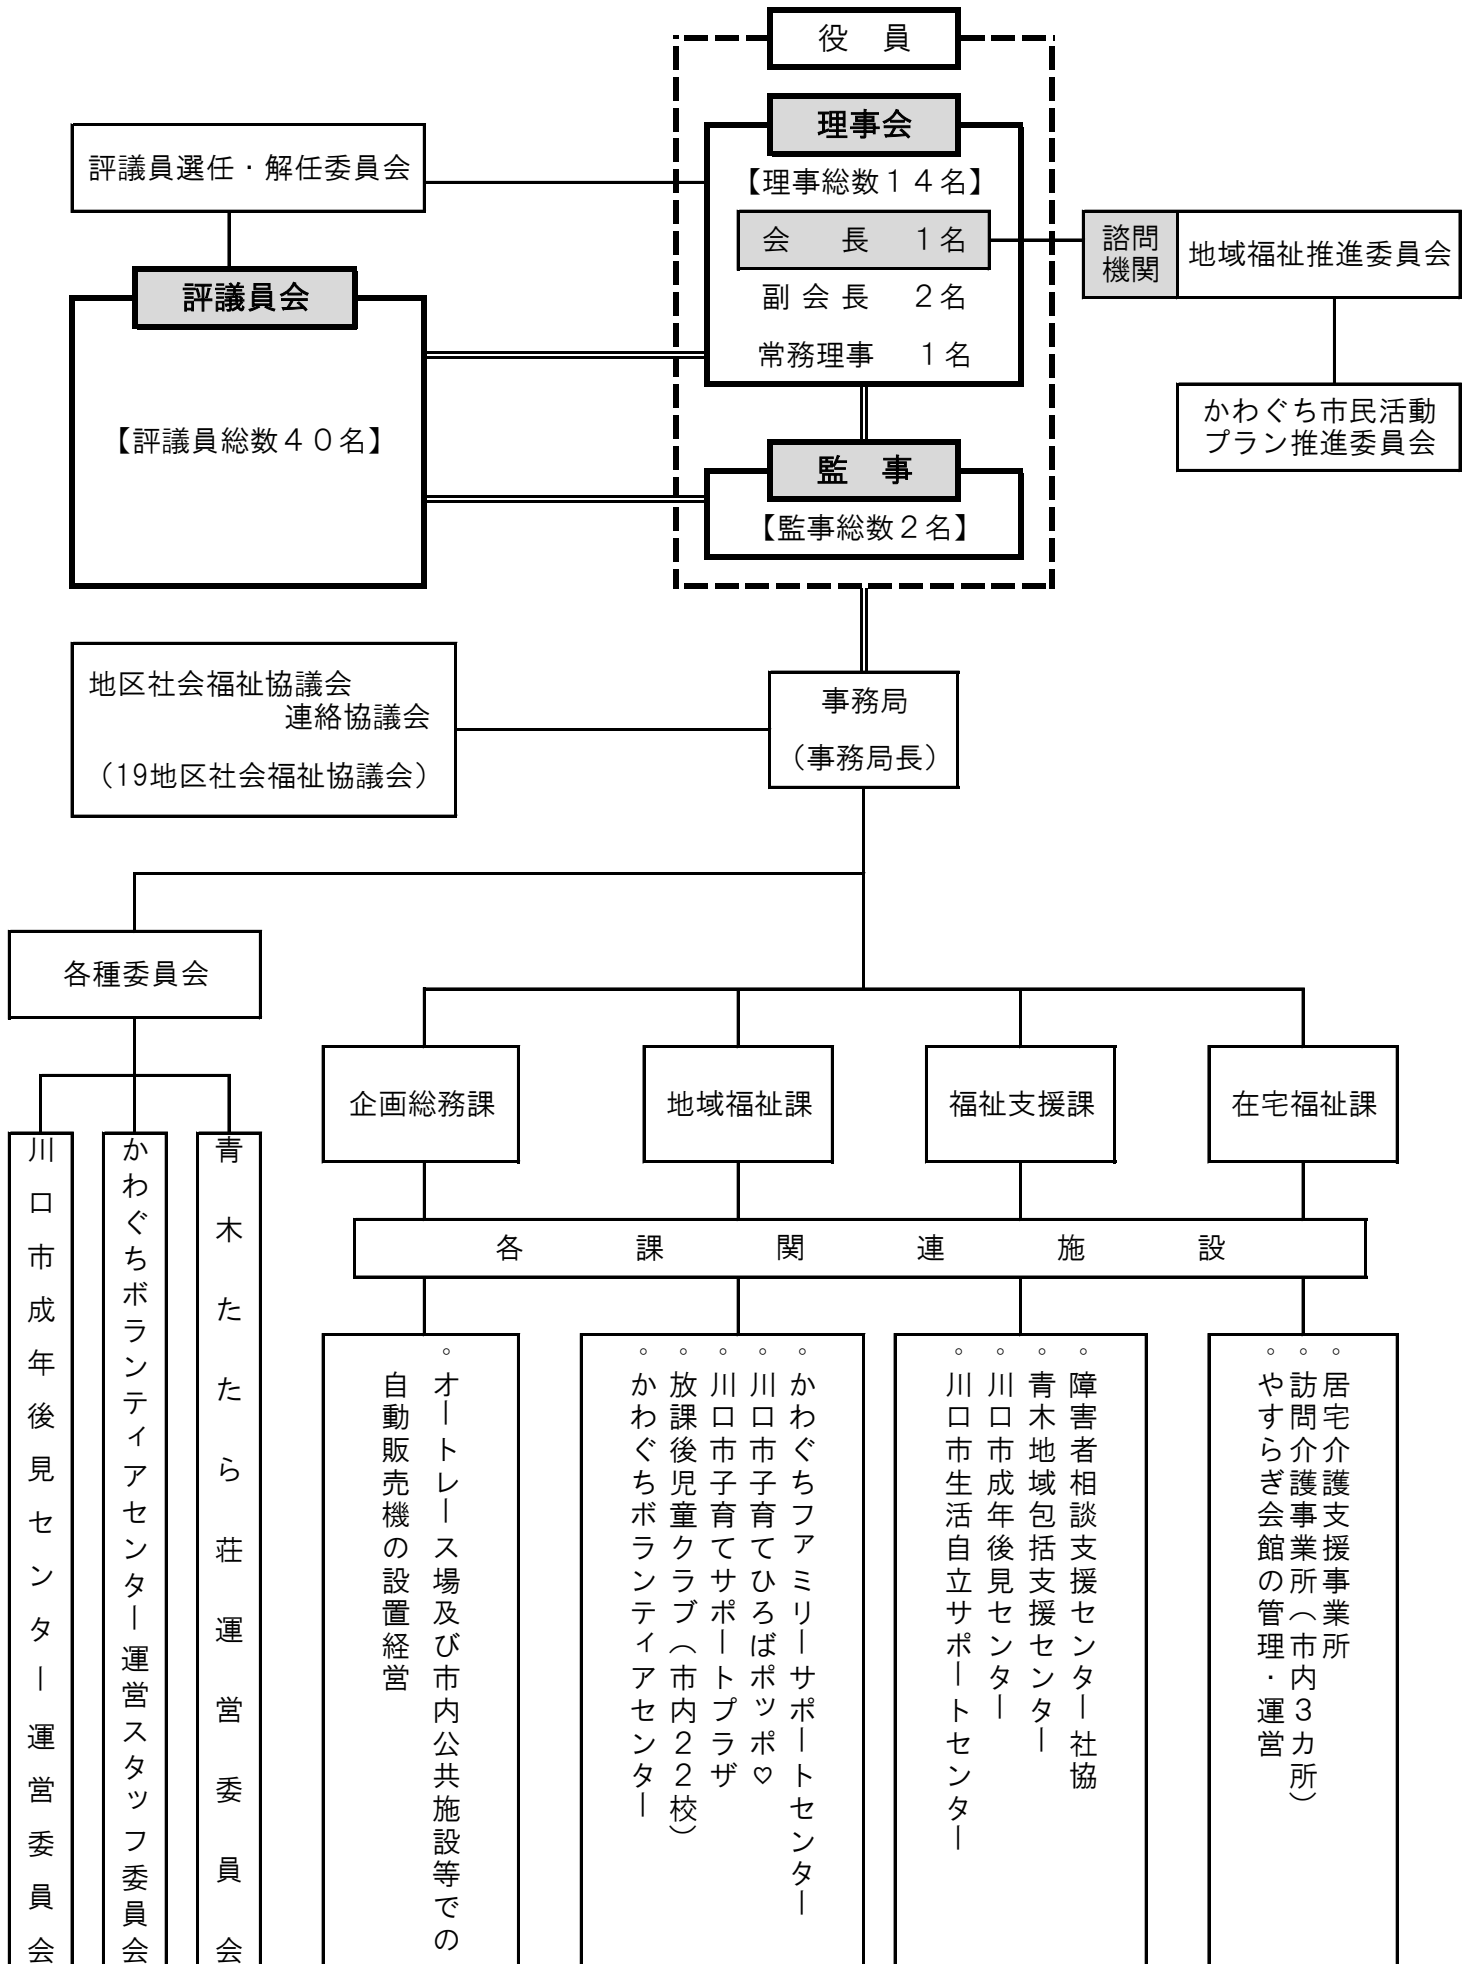 役　員
理事会
【理事総数１４名】
会　長　１名
副会長　２名
常務理事　１名
評議員選任・解任委員会
諮問
機関
地域福祉推進委員会
評議員会
【評議員総数４０名】
かわぐち市民活動
プラン推進委員会
監　事
【監事総数２名】
地区社会福祉協議会
連絡協議会
（19地区社会福祉協議会）
事務局
（事務局長）
各種委員会
企画総務課
地域福祉課
福祉支援課
在宅福祉課
各課関連施設
青木たたら荘運営委員会
かわぐちボランティアセンター運営スタッフ委員会
川口市成年後見センター運営委員会
。オートレース場及び市内公共施設等での
自動販売機の設置経営
。かわぐちファミリーサポートセンター
。川口市子育てひろばポッポ♡
。川口市子育てサポートプラザ
。放課後児童クラブ（市内２２校）
。かわぐちボランティアセンター
。障害者相談支援センター社協
。青木地域包括支援センター
。川口市成年後見センター
。川口市生活自立サポートセンター
。居宅介護支援事業所
。訪問介護事業所（市内３カ所）
。やすらぎ会館の管理・運営